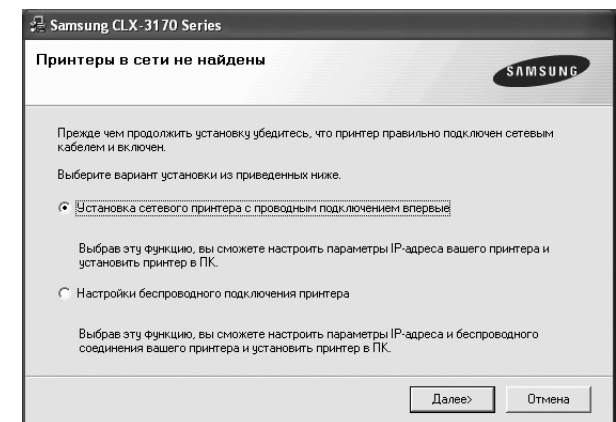 Samsung CLX-3170 Series
Принтеры в сети не найдены
SAMSUNG
Прежде чем продолжить установку убедитесь, что принтер правильно подключен сетевым
кабелем и включен.
Выберите вариант установки из приведенных ниже.
Установка сетевого принтера с проводным подключением впервые
Выбрав эту функцию, вы сможете настроить параметры IP-адреса вашего принтера и
установить принтер в ПК.
Настройки беспроводного подключения принтера
Выбрав эту функцию, вы сможете настроить параметры IP-адреса и беспроводного
соединения вашего принтера и установить принтер в ПК.
Далее>
Отмена